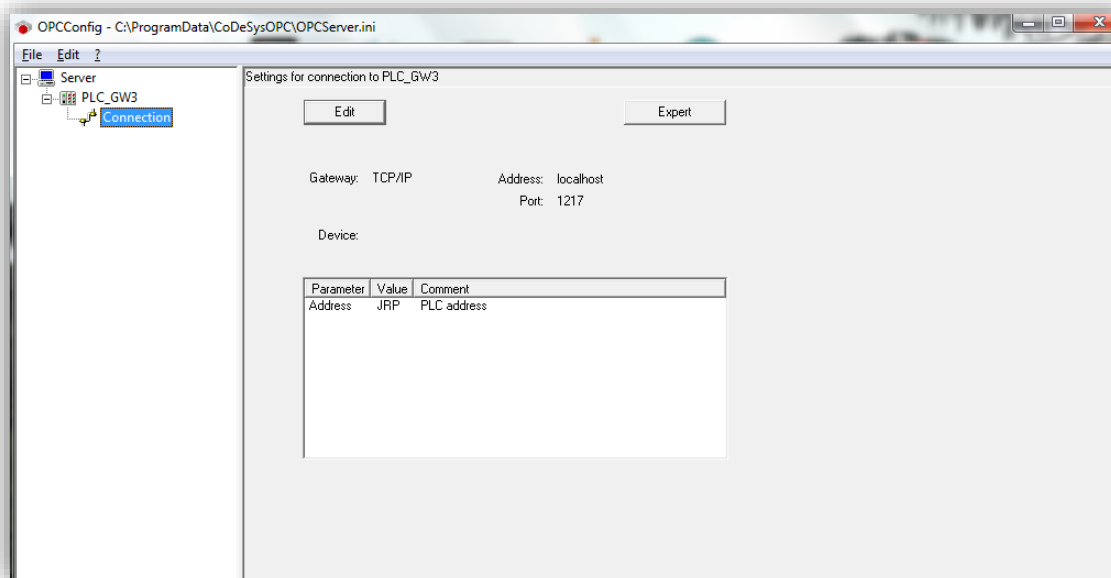 OPCConfig - C:\ProgramData\CoDeSysOPC\OPCServer.ini
File Edit ?
Server
PLC_GW3
Connection
Settings for connection to PLC_GW3
Edit Expert
Gateway: TCP/IP Address: localhost
Port: 1217
Device:
Parameter Value Comment
Address JRP PLC address